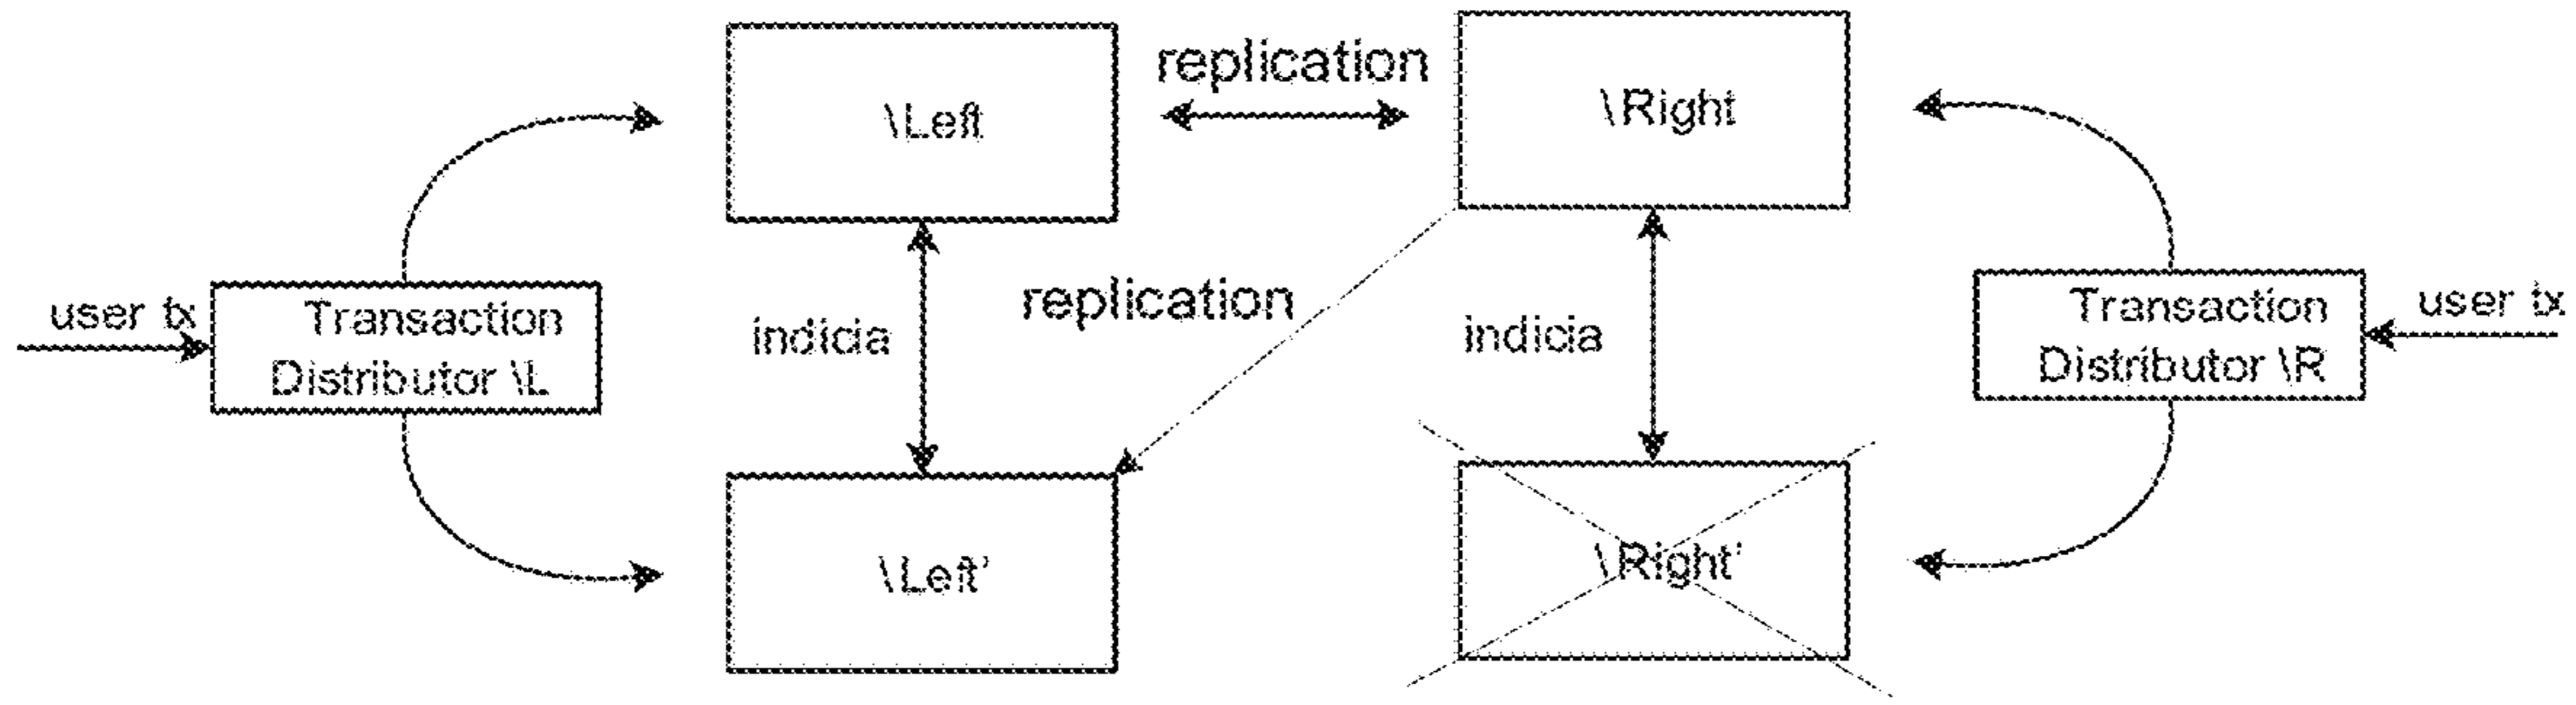 replication
\Left
\Right
user tx
Transaction
Distributor \L
indicia
replication
indicia
Transaction
Distributor \R
user tx
\Left'
\Right'